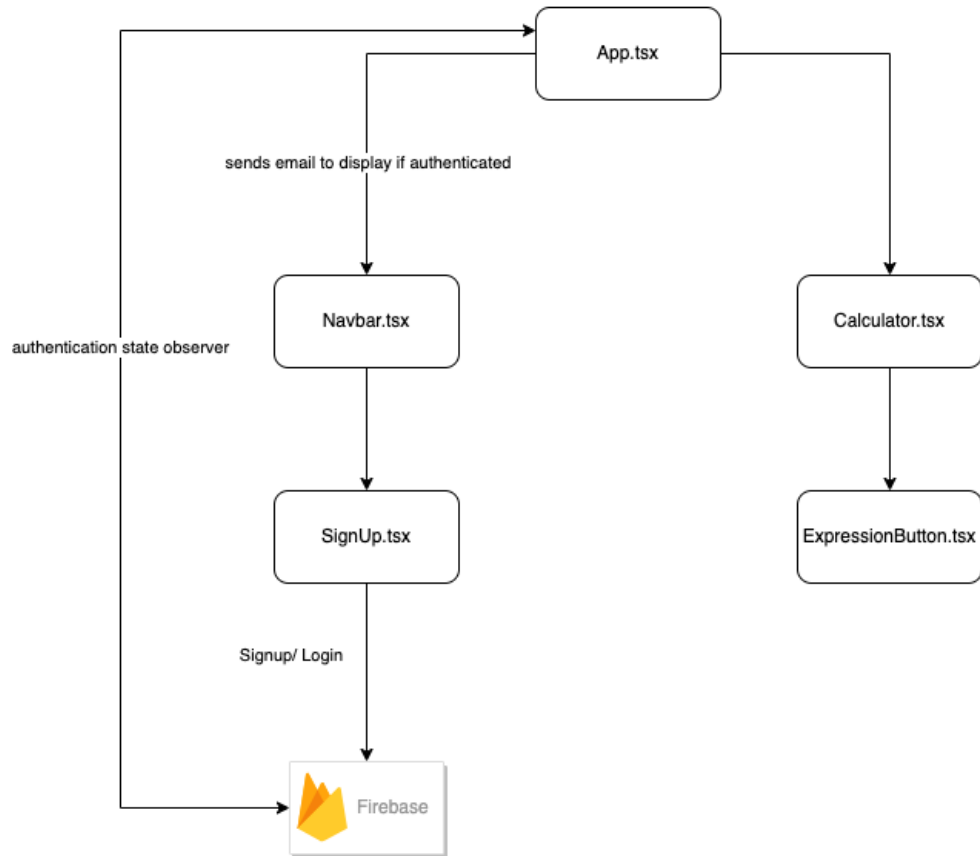 App.tsx
sends email to display if authenticated
Navbar.tsx
Calculator.tsx
authentication state observer
SignUp.tsx
ExpressionButton.tsx
Signup/ Login
Firebase